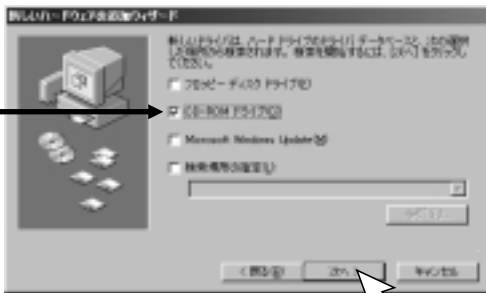 新しいハードウェアの追加ウィザード
新しいドライバは、ハード ドライブのドライバ データベースと、次の選択
した場所から検索されます。検索を開始するには、[次へ] をクリックし
てください。
フロッピー ディスク ドライブ(F)
CD-ROM ドライブ(C)
Microsoft Windows Update(M)
検索場所の指定(L)
< 戻る(B)
次へ >
キャンセル